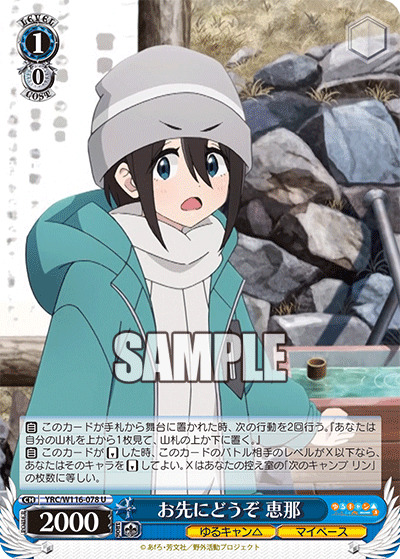 LEVEL
1
0
COST
SAMPLE
自 このカードが手札から舞台に置かれた時、次の行動を2回行う。『あなたは
自分の山札を上から1枚見て、山札の上か下に置く。』
自 このカードが した時、このカードのバトル相手のレベルがX以下なら、
あなたはそのキャラを してよい。Xはあなたの控え室の「次のキャンプ リン」
の枚数に等しい。
CH YRC/W116-078 U
お先にどうぞ 恵那
ゆるキャン△
2000
ゆるキャン△
マイペース
© あfろ・芳文社／野外活動プロジェクト